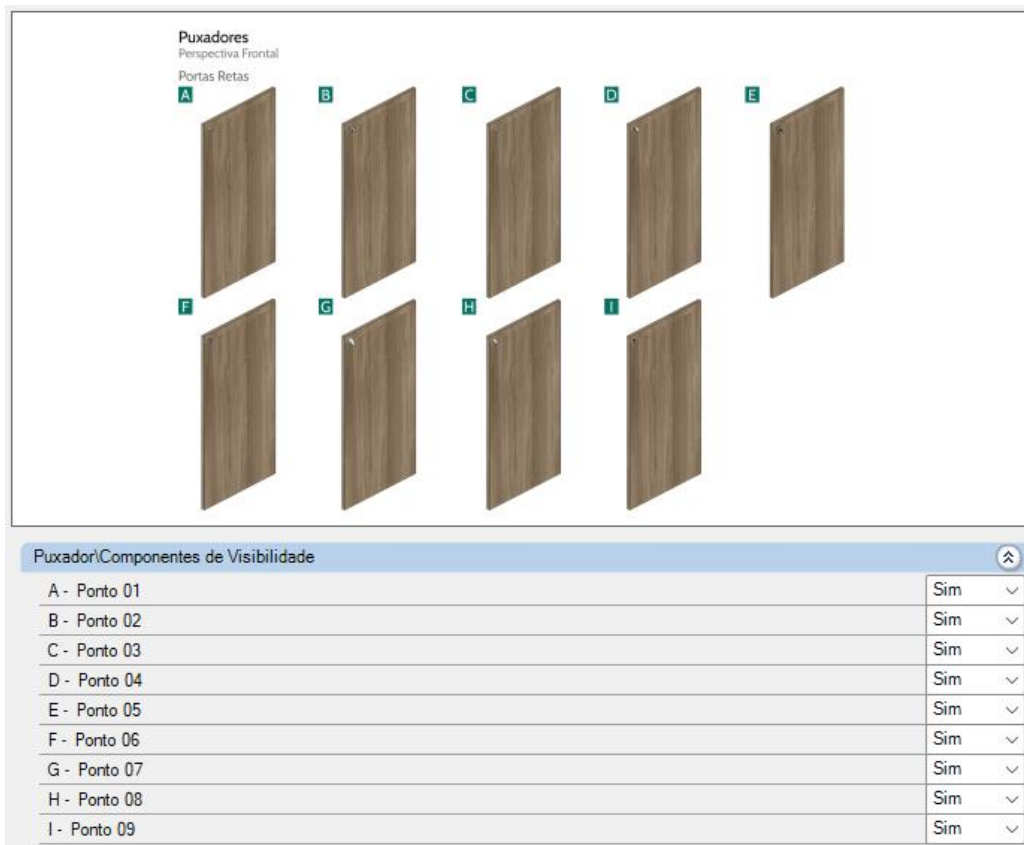 Puxadores
Perspectiva Frontal
Portas Retas
A B C D E
F G H I
Puxador\Componentes de Visibilidade
A - Ponto 01 Sim
B - Ponto 02 Sim
C - Ponto 03 Sim
D - Ponto 04 Sim
E - Ponto 05 Sim
F - Ponto 06 Sim
G - Ponto 07 Sim
H - Ponto 08 Sim
I - Ponto 09 Sim